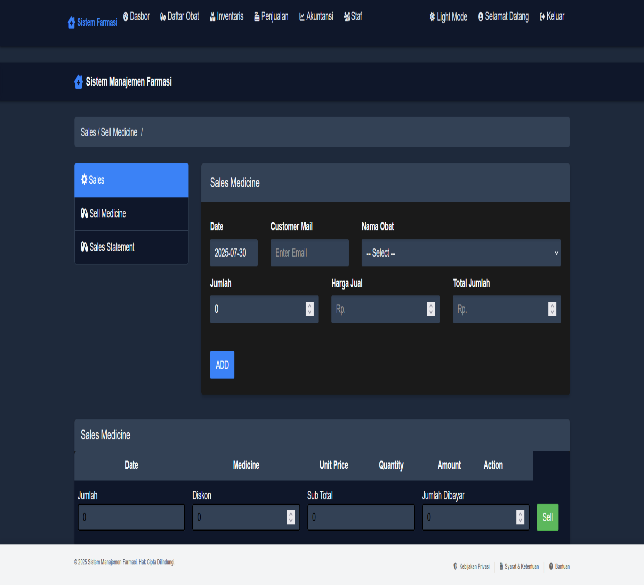 Sistem Farmasi Dasbor Daftar Obat Inventaris Penjualan Akuntansi Staf Light Mode Selamat Datang Keluar
Sistem Manajemen Farmasi
Sales / Sell Medicine /
Sales
Sell Medicine
Sales Statement
Sales Medicine
Date Customer Mail Nama Obat
2025-07-30 Enter Email -- Select --
Jumlah Harga Jual Total Jumlah
0 Rp. Rp.
ADD
Sales Medicine
Date Medicine Unit Price Quantity Amount Action
Jumlah Diskon Sub Total Jumlah Dibayar
0 0 0 0 Sell
© 2025 Sistem Manajemen Farmasi. Hak Cipta Dilindungi.
Kebijakan Privasi Syarat & Ketentuan Bantuan